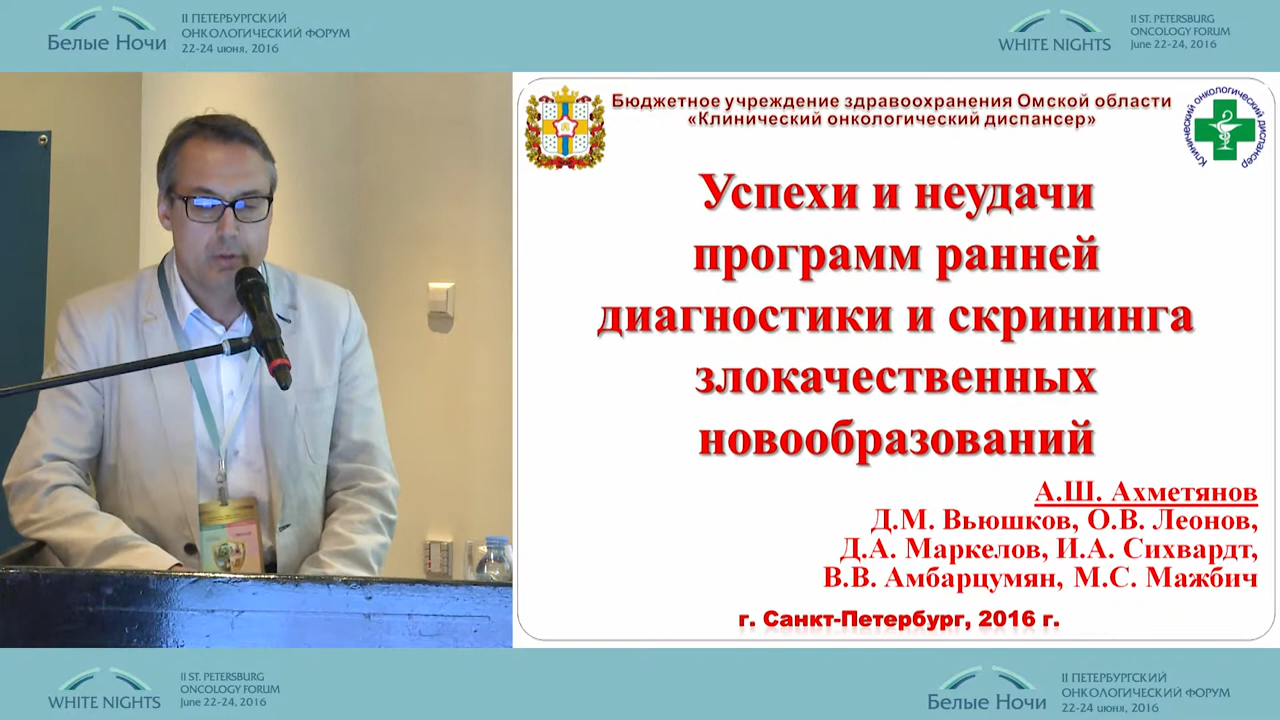 Белые Ночи
II ПЕТЕРБУРГСКИЙ
ОНКОЛОГИЧЕСКИЙ ФОРУМ
22-24 июня, 2016
WHITE NIGHTS
II ST. PETERSBURG
ONCOLOGY FORUM
June 22-24, 2016
Бюджетное учреждение здравоохранения Омской области
«Клинический онкологический диспансер»
Клинический онкологический диспансер
Успехи и неудачи
программ ранней
диагностики и скрининга
злокачественных
новообразований
А.Ш. Ахметянов
Д.М. Вьюшков, О.В. Леонов,
Д.А. Маркелов, И.А. Сихвардт,
В.В. Амбарцумян, М.С. Мажбич
г. Санкт-Петербург, 2016 г.
WHITE NIGHTS
II ST. PETERSBURG
ONCOLOGY FORUM
June 22-24, 2016
Белые Ночи
II ПЕТЕРБУРГСКИЙ
ОНКОЛОГИЧЕСКИЙ ФОРУМ
22-24 июня, 2016